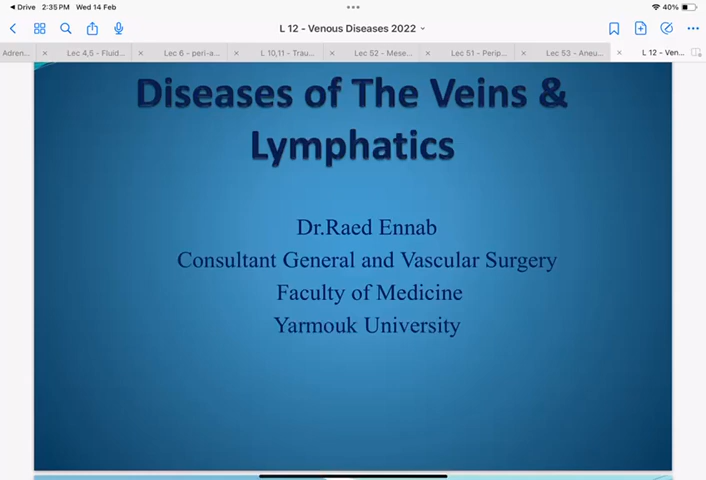 Drive 2:35 PM Wed 14 Feb 40%
L 12 - Venous Diseases 2022
Adren... Lec 4,5 - Fluid... Lec 6 - peri-a... L 10,11 - Trau... Lec 52 - Mese... Lec 51 - Perip... Lec 53 - Aneu... L 12 - Ven...
Diseases of The Veins &
Lymphatics
Dr.Raed Ennab
Consultant General and Vascular Surgery
Faculty of Medicine
Yarmouk University